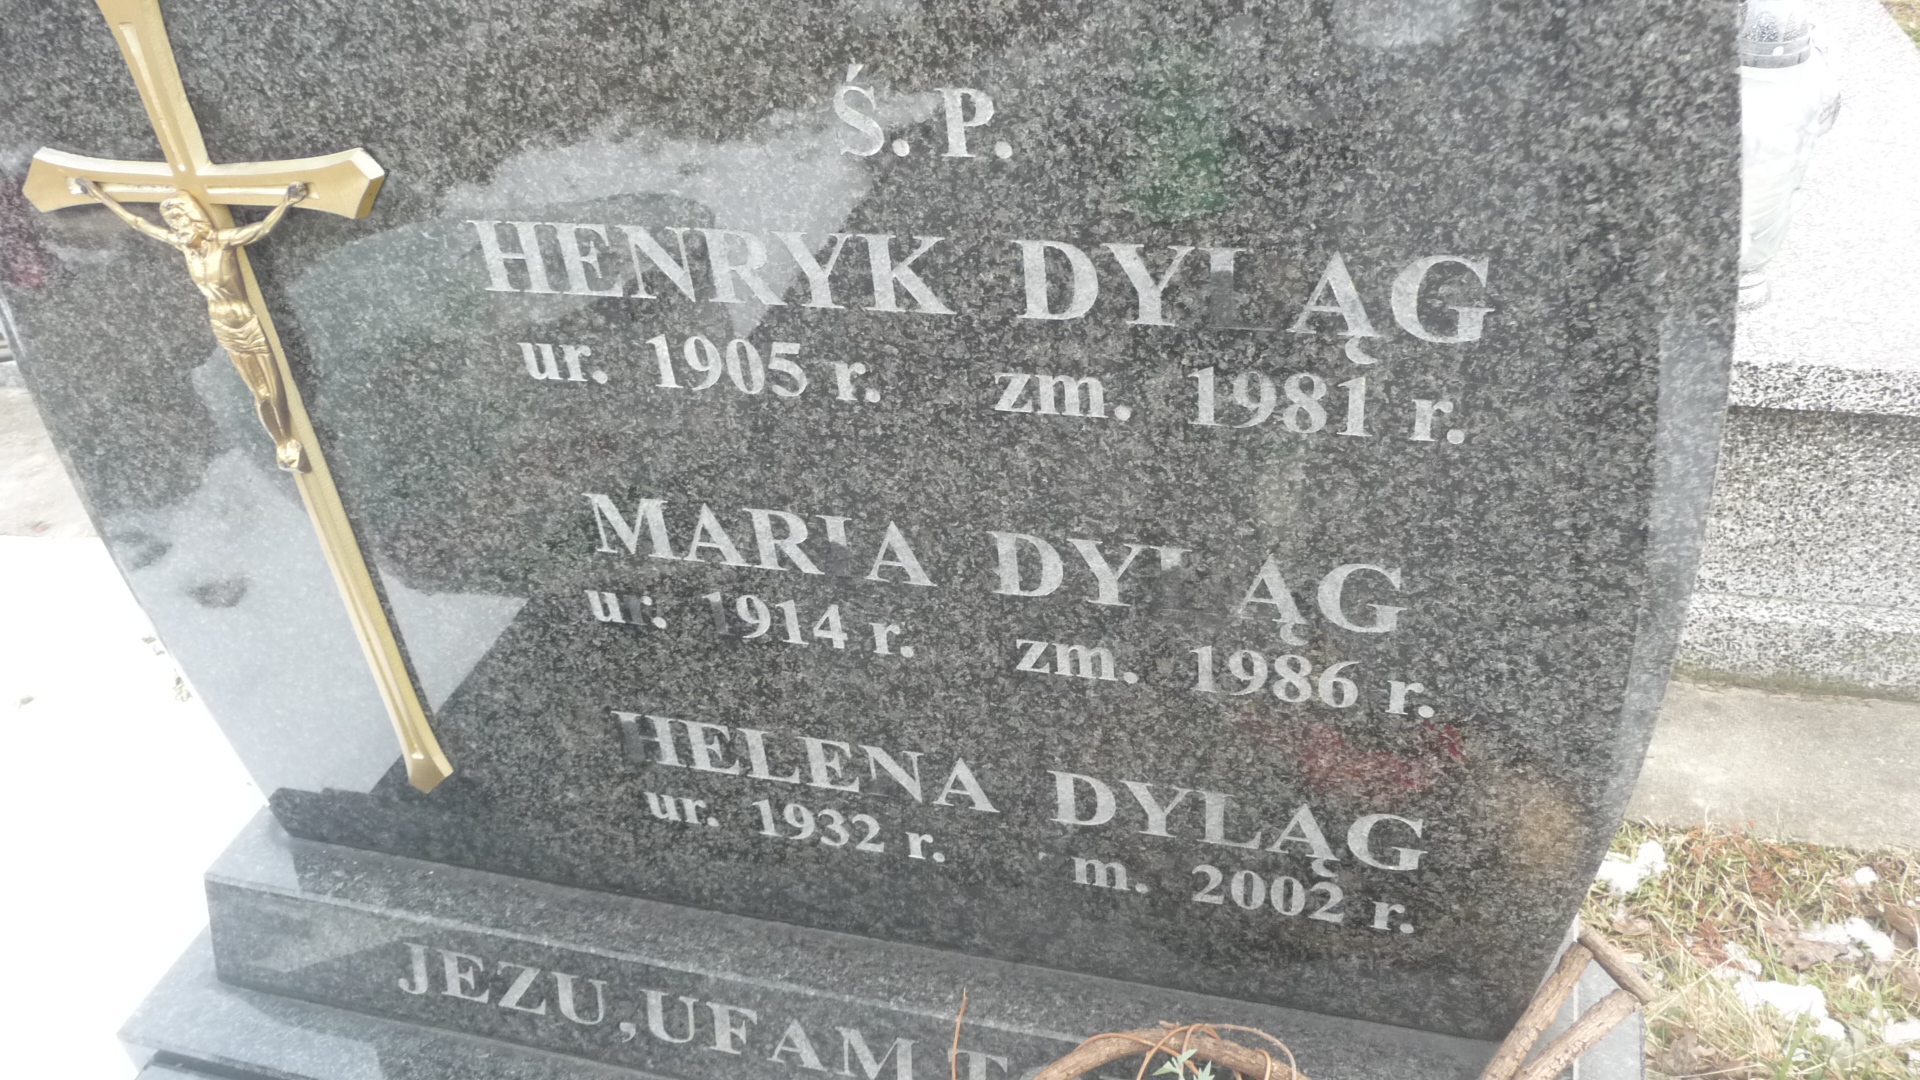 Ś. P.
HENRYK DYLĄG
ur. 1905 r. zm. 1981 r.
MARIA DYLĄG
ur. 1914 r. zm. 1986 r.
HELENA DYLĄG
ur. 1932 r. zm. 2002 r.
JEZU, UFAM